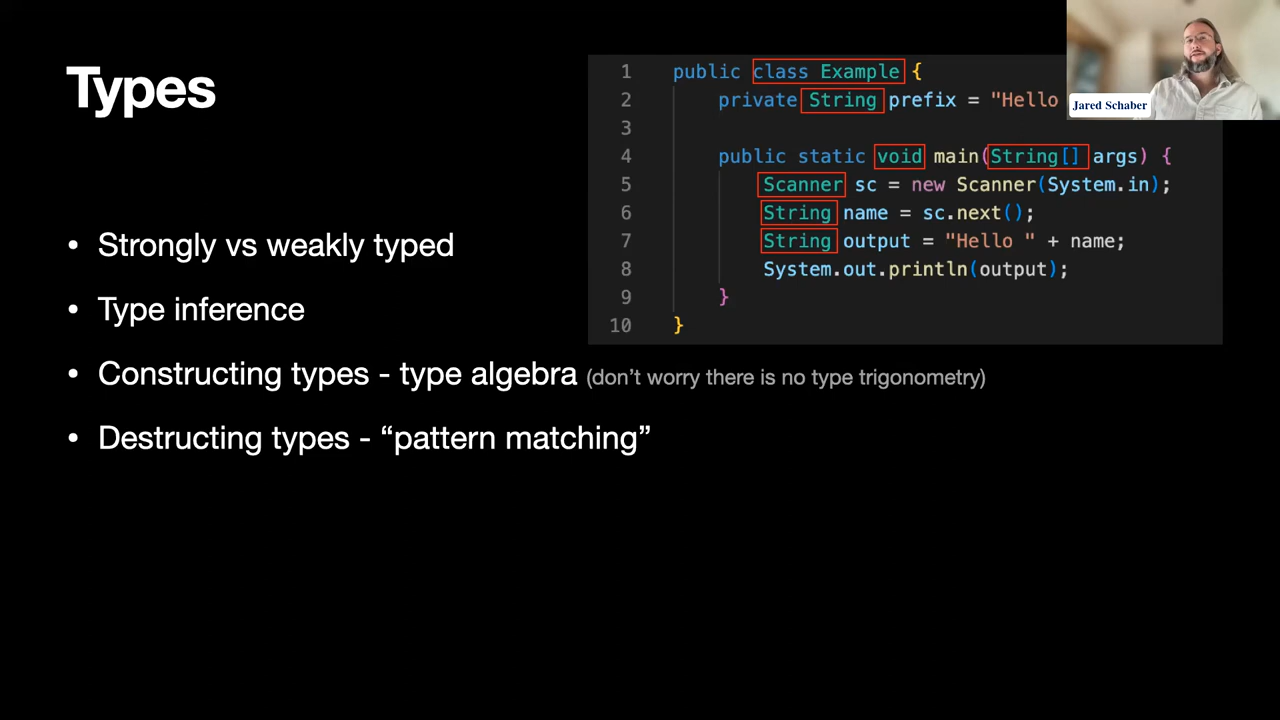 Types
• Strongly vs weakly typed
• Type inference
• Constructing types - type algebra (don’t worry there is no type trigonometry)
• Destructing types - “pattern matching”
1 public class Example {
2 private String prefix = "Hello
3
4 public static void main(String[] args) {
5 Scanner sc = new Scanner(System.in);
6 String name = sc.next();
7 String output = "Hello " + name;
8 System.out.println(output);
9 }
10 }
Jared Schaber